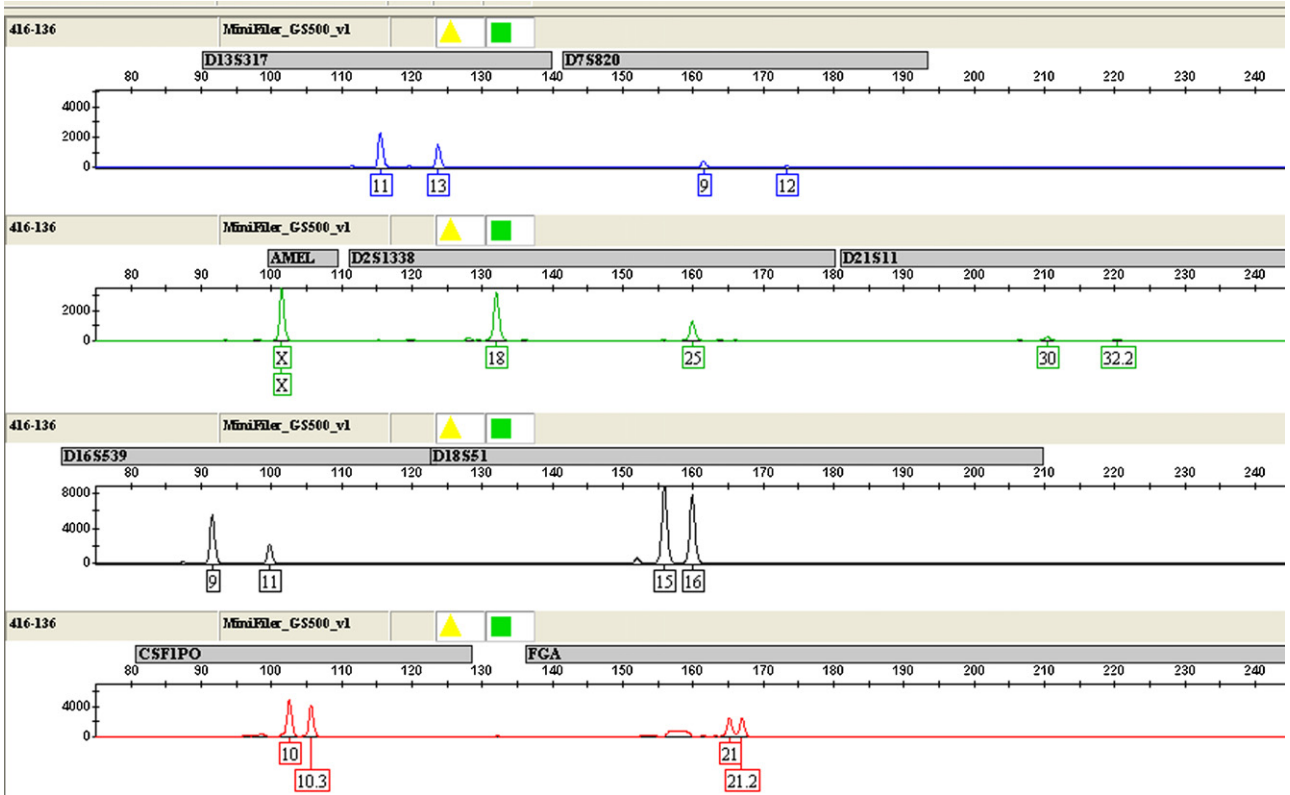 416-136 MiniFiler_GS500_v1
D13S317 D7S820
80 90 100 110 120 130 140 150 160 170 180 190 200 210 220 230 240
4000
2000
0
11 13 9 12
416-136 MiniFiler_GS500_v1
AMEL D2S1338 D21S11
80 90 100 110 120 130 140 150 160 170 180 190 200 210 220 230 240
2000
0
X 18 25 30 32.2
X
416-136 MiniFiler_GS500_v1
D16S539 D18S51
80 90 100 110 120 130 140 150 160 170 180 190 200 210 220 230 240
8000
4000
0
9 11 15 16
416-136 MiniFiler_GS500_v1
CSF1PO FGA
80 90 100 110 120 130 140 150 160 170 180 190 200 210 220 230 240
4000
0
10 21
10.3 21.2